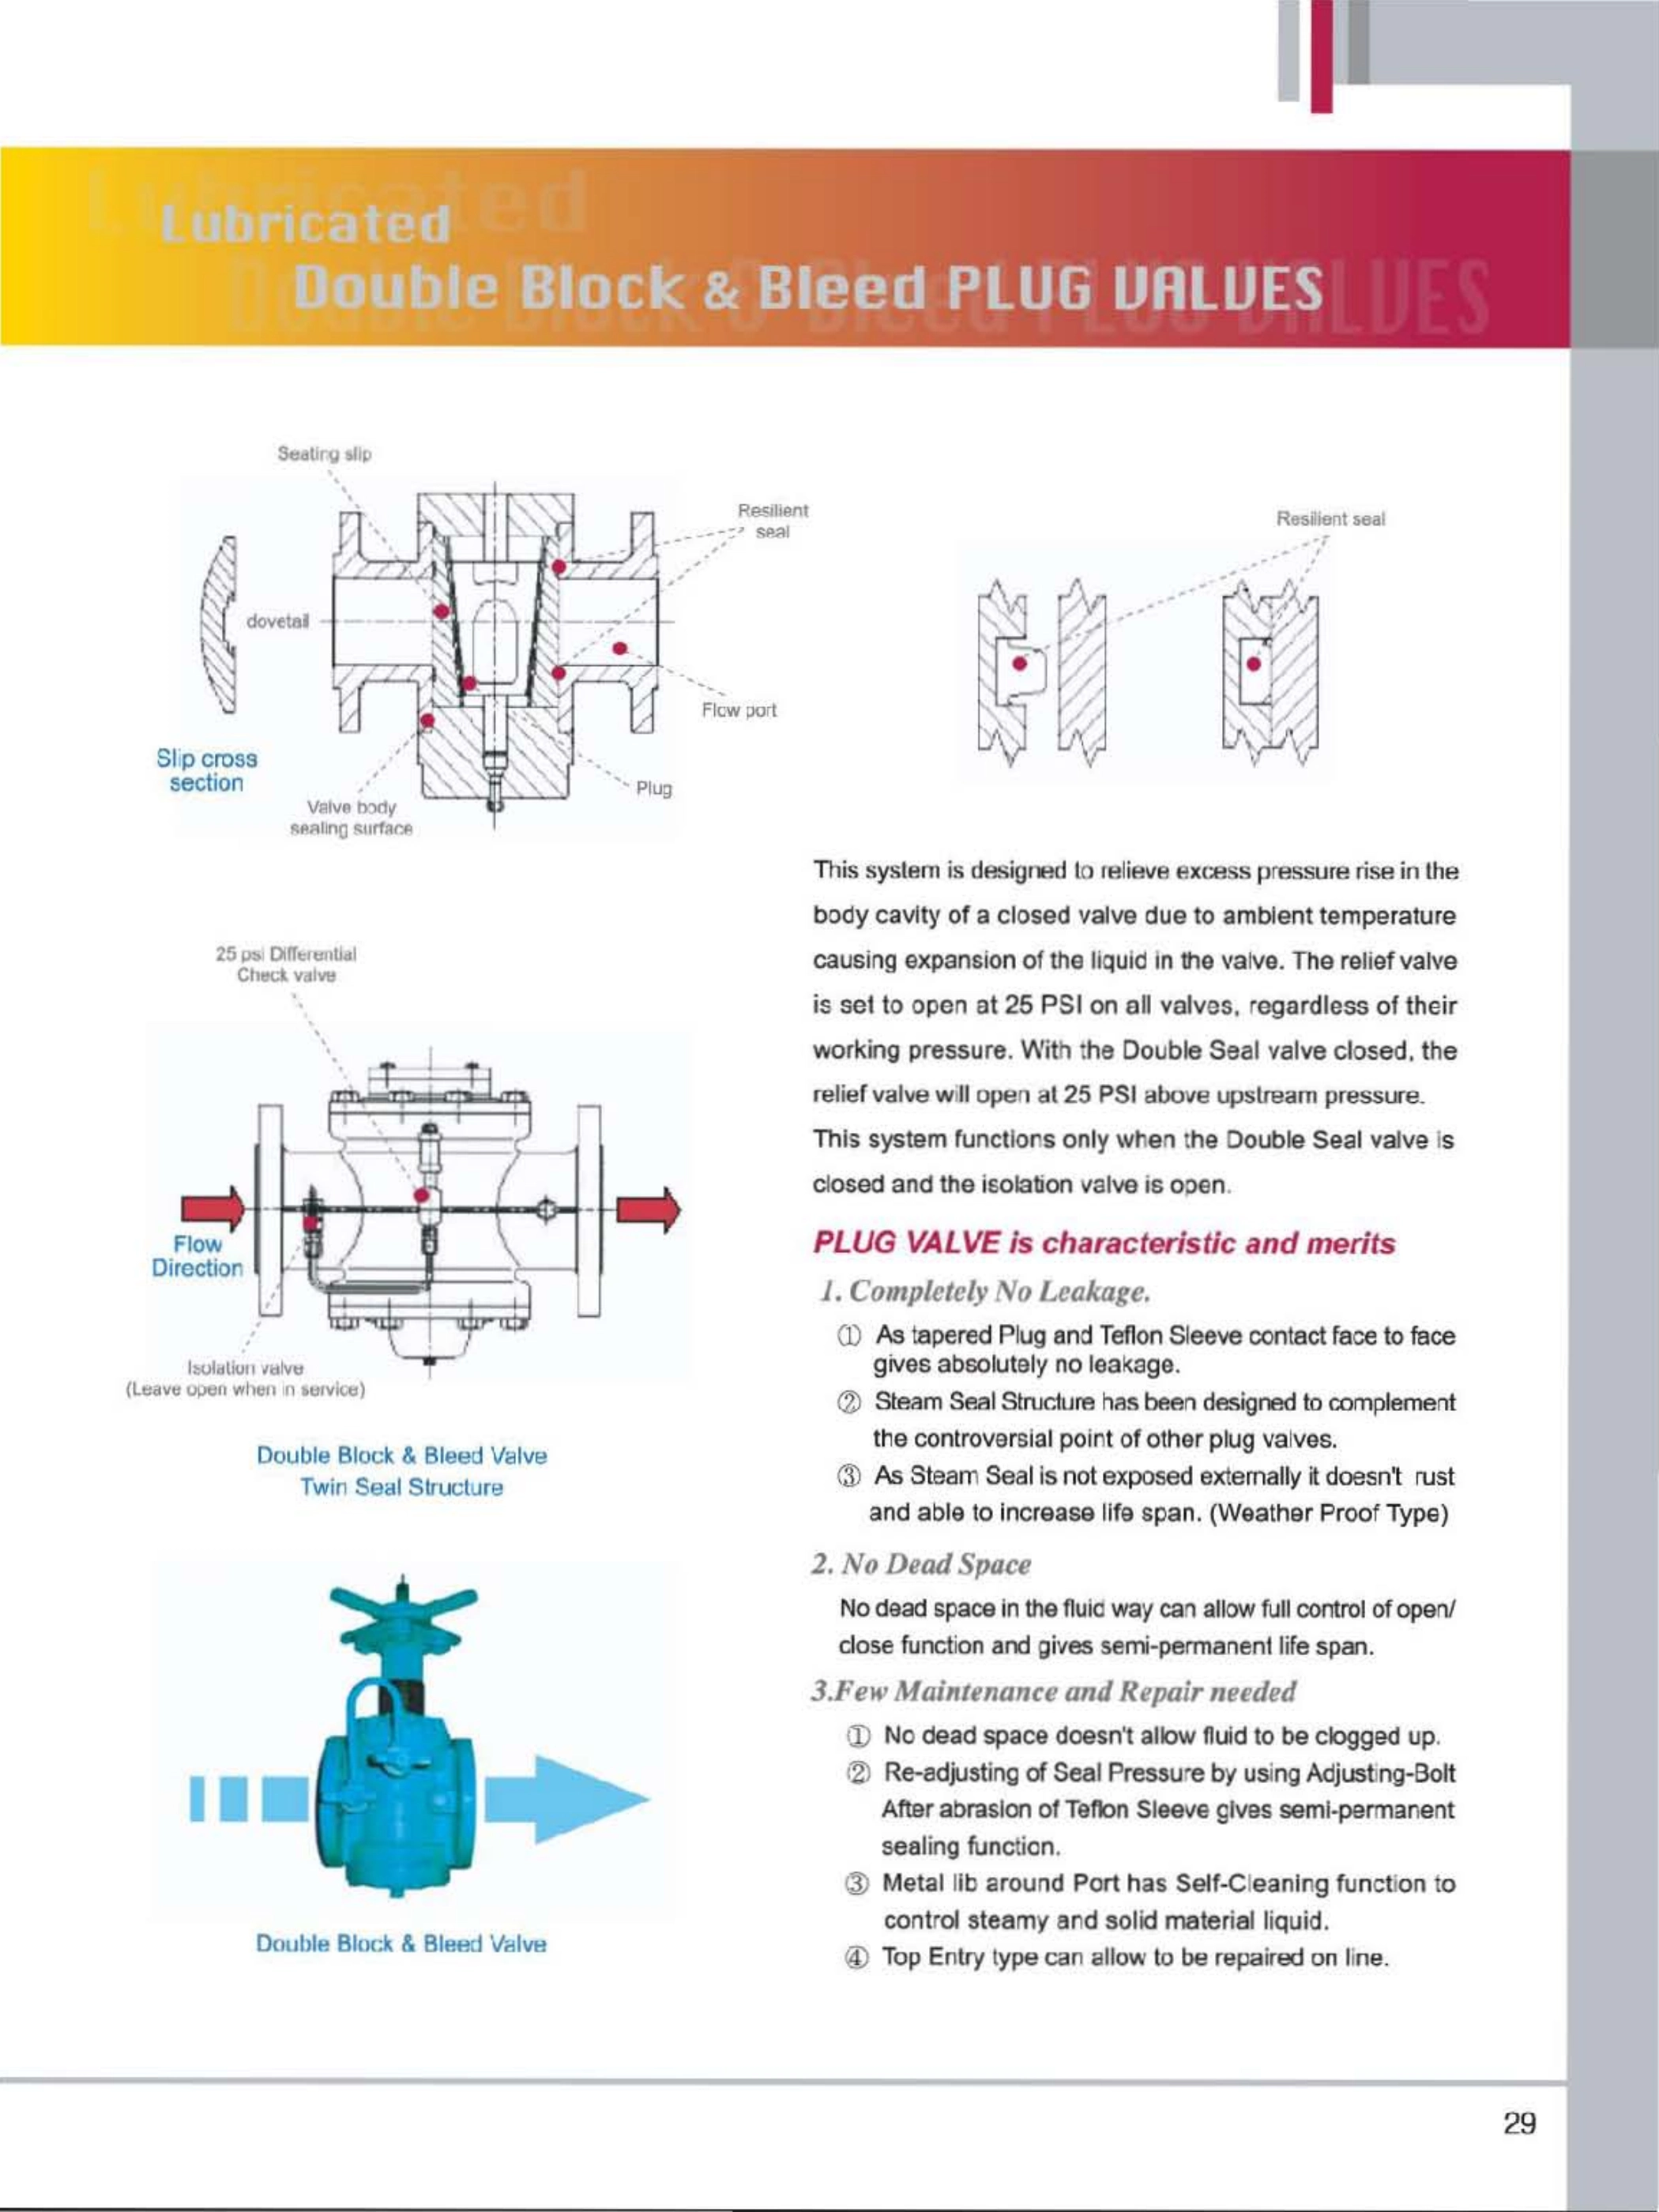 Lubricated
Double Block & Bleed PLUG VALVES
Seating slip
Resilient
seal
Resilient seal
dovetail
Flow port
Slip cross
section
Plug
Valve body
sealing surface
This system is designed to relieve excess pressure rise in the
body cavity of a closed valve due to ambient temperature
causing expansion of the liquid in the valve. The relief valve
is set to open at 25 PSI on all valves, regardless of their
working pressure. With the Double Seal valve closed, the
relief valve will open at 25 PSI above upstream pressure.
This system functions only when the Double Seal valve is
closed and the isolation valve is open.
25 psi Differential
Check valve
Flow
Direction
Isolation valve
(Leave open when in service)
Double Block & Bleed Valve
Twin Seal Structure
PLUG VALVE is characteristic and merits
1. Completely No Leakage.
① As tapered Plug and Teflon Sleeve contact face to face
gives absolutely no leakage.
② Steam Seal Structure has been designed to complement
the controversial point of other plug valves.
③ As Steam Seal is not exposed externally it doesn't rust
and able to increase life span. (Weather Proof Type)
2. No Dead Space
No dead space in the fluid way can allow full control of open/
close function and gives semi-permanent life span.
3.Few Maintenance and Repair needed
① No dead space doesn't allow fluid to be clogged up.
② Re-adjusting of Seal Pressure by using Adjusting-Bolt
After abrasion of Teflon Sleeve gives semi-permanent
sealing function.
③ Metal lib around Port has Self-Cleaning function to
control steamy and solid material liquid.
④ Top Entry type can allow to be repaired on line.
Double Block & Bleed Valve
29